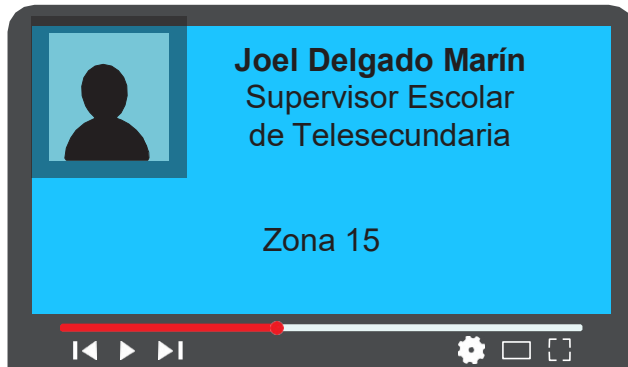 Joel Delgado Marín
Supervisor Escolar
de Telesecundaria
Zona 15